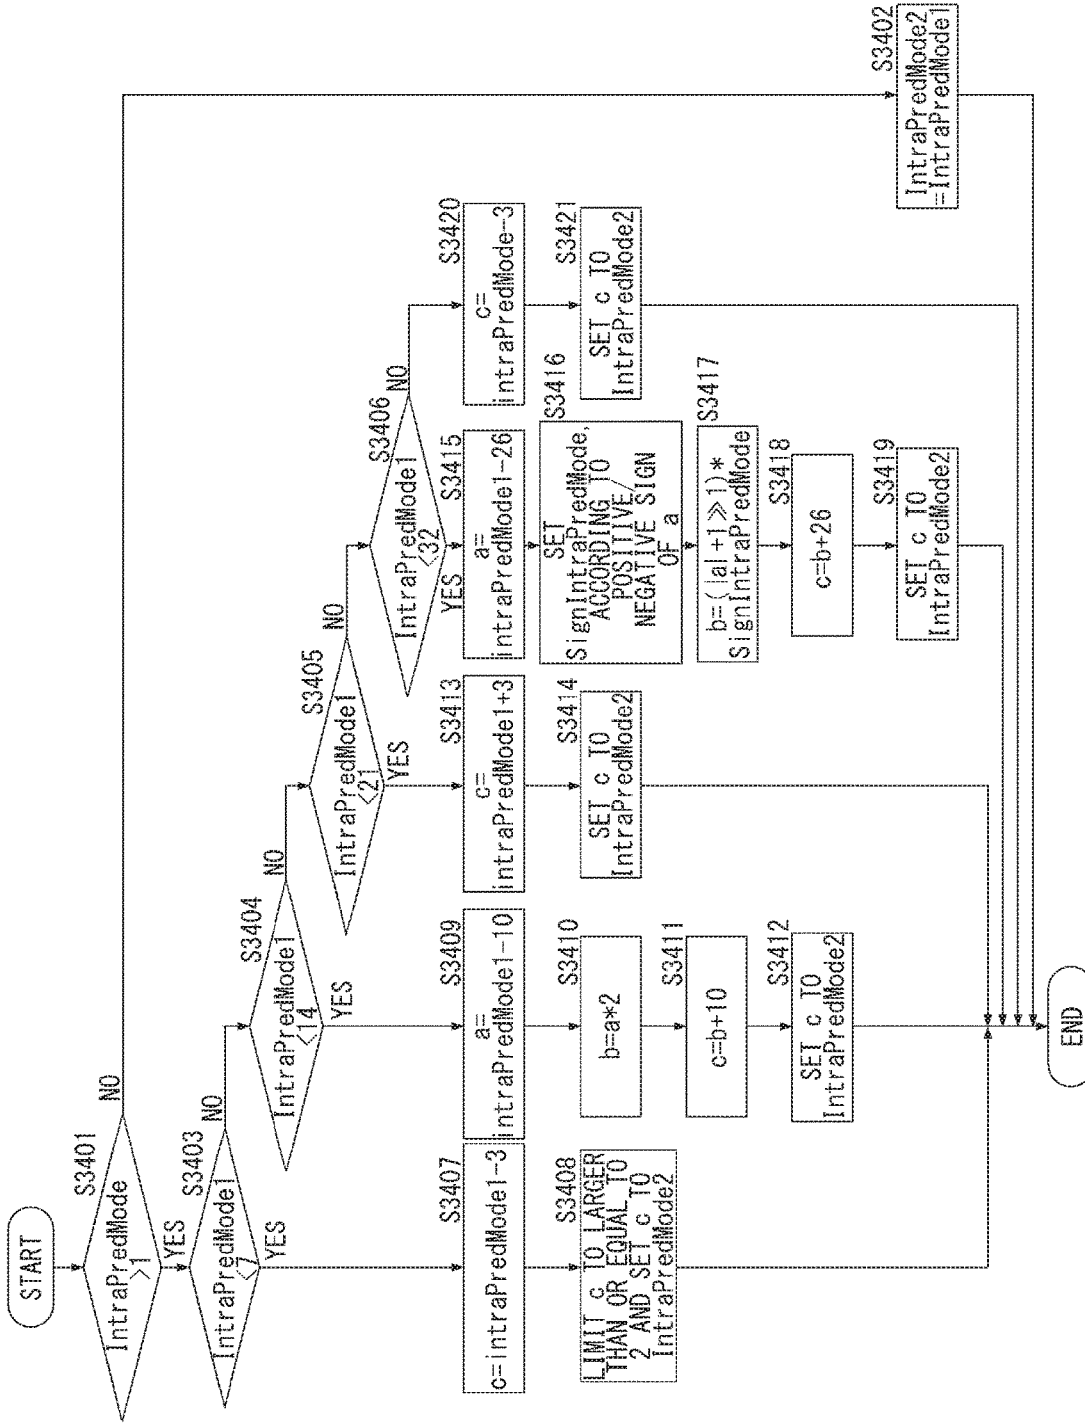 START
S3401
IntraPredMode
>1
NO
YES
S3403
IntraPredMode1
<7
NO
YES
S3404
IntraPredMode1
<14
NO
YES
S3405
IntraPredMode1
<21
NO
YES
S3406
IntraPredMode1
<32
NO
YES
S3407
c=intraPredMode1-3
S3408
LIMIT c TO LARGER
THAN OR EQUAL TO
2 AND SET c TO
IntraPredMode2
S3409
a=
intraPredMode1-10
S3410
b=a*2
S3411
c=b+10
S3412
SET c TO
IntraPredMode2
S3413
c=
intraPredMode1+3
S3414
SET c TO
IntraPredMode2
S3415
a=
intraPredMode1-26
S3416
SET
SignIntraPredMode,
ACCORDING TO
POSITIVE/
NEGATIVE SIGN
OF a
S3417
b=(|a|+1≫1)*
SignIntraPredMode
S3418
c=b+26
S3419
SET c TO
IntraPredMode2
S3420
c=
intraPredMode-3
S3421
SET c TO
IntraPredMode2
S3402
IntraPredMode2
=IntraPredMode1
END